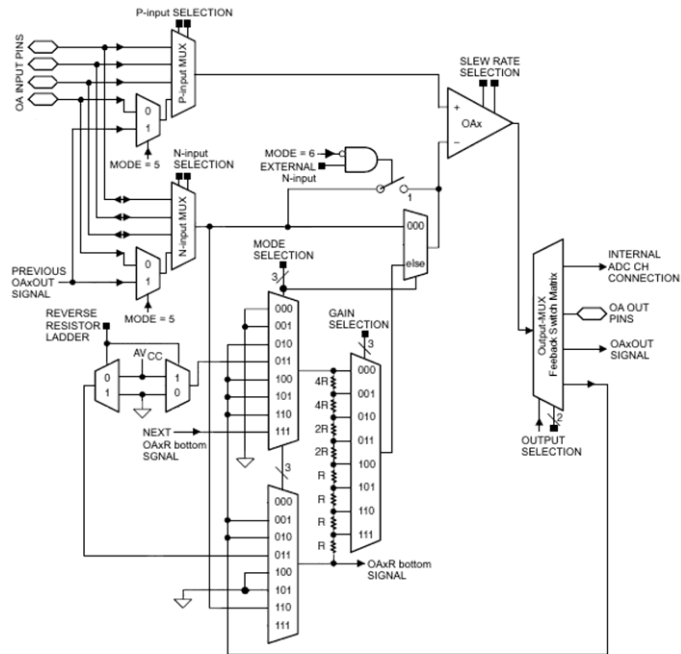 P-input SELECTION
OA INPUT PINS
P-input MUX
0
1
MODE = 5
SLEW RATE
SELECTION
+
OAx
−
MODE = 6
EXTERNAL
N-input
1
N-input
SELECTION
N-input MUX
0
1
MODE = 5
PREVIOUS
OAxOUT
SIGNAL
000
else
MODE
SELECTION
3
Output-MUX
Feeback Switch Matrix
INTERNAL
ADC CH
CONNECTION
OA OUT
PINS
OAxOUT
SIGNAL
2
OUTPUT
SELECTION
REVERSE
RESISTOR
LADDER
0
1
AVCC
1
0
000
001
010
011
100
101
110
111
NEXT
OAxR bottom
SGNAL
3
GAIN
SELECTION
3
4R
4R
2R
2R
R
R
R
R
000
001
010
011
100
101
110
111
OAxR bottom
SIGNAL
000
001
010
011
100
101
110
111